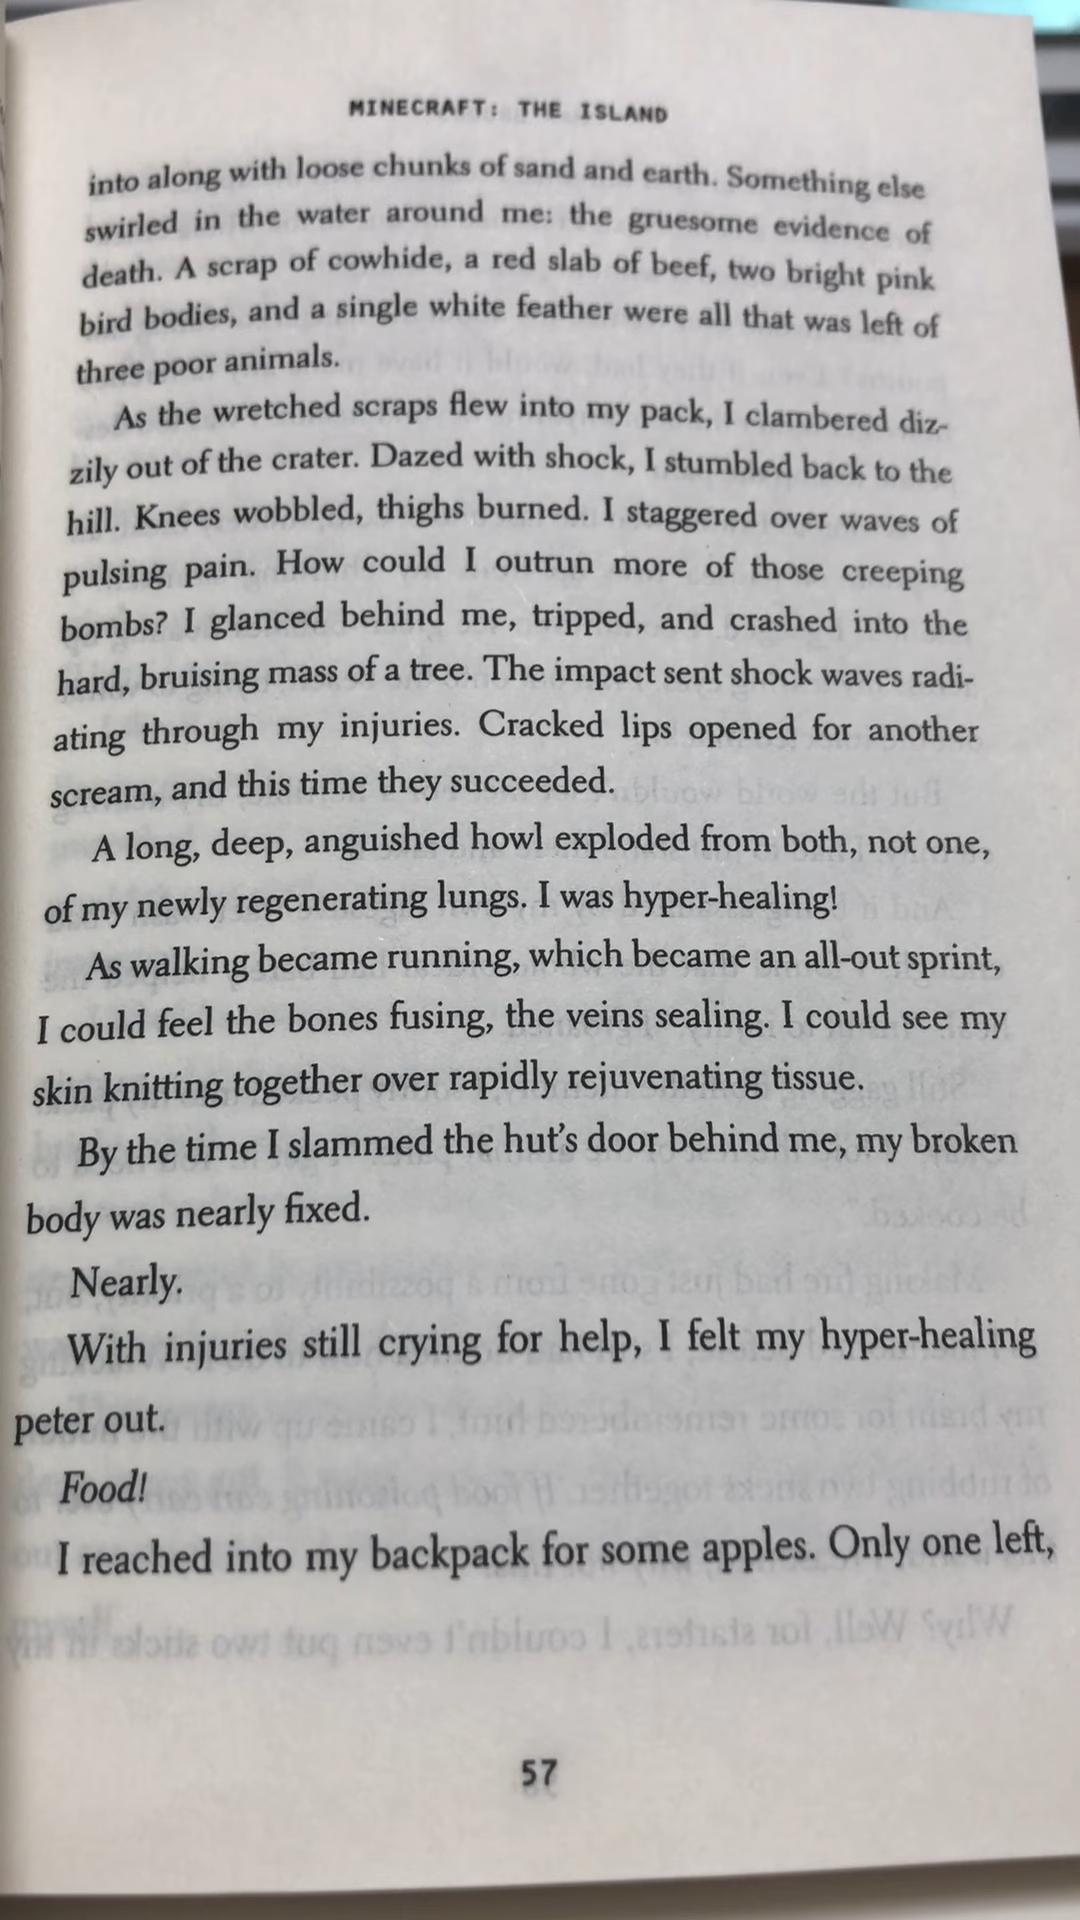 MINECRAFT: THE ISLAND
into along with loose chunks of sand and earth. Something else
swirled in the water around me: the gruesome evidence of
death. A scrap of cowhide, a red slab of beef, two bright pink
bird bodies, and a single white feather were all that was left of
three poor animals.
As the wretched scraps flew into my pack, I clambered diz-
zily out of the crater. Dazed with shock, I stumbled back to the
hill. Knees wobbled, thighs burned. I staggered over waves of
pulsing pain. How could I outrun more of those creeping
bombs? I glanced behind me, tripped, and crashed into the
hard, bruising mass of a tree. The impact sent shock waves radi-
ating through my injuries. Cracked lips opened for another
scream, and this time they succeeded.
A long, deep, anguished howl exploded from both, not one,
of my newly regenerating lungs. I was hyper-healing!
As walking became running, which became an all-out sprint,
I could feel the bones fusing, the veins sealing. I could see my
skin knitting together over rapidly rejuvenating tissue.
By the time I slammed the hut's door behind me, my broken
body was nearly fixed.
Nearly.
With injuries still crying for help, I felt my hyper-healing
peter out.
Food!
I reached into my backpack for some apples. Only one left,
57